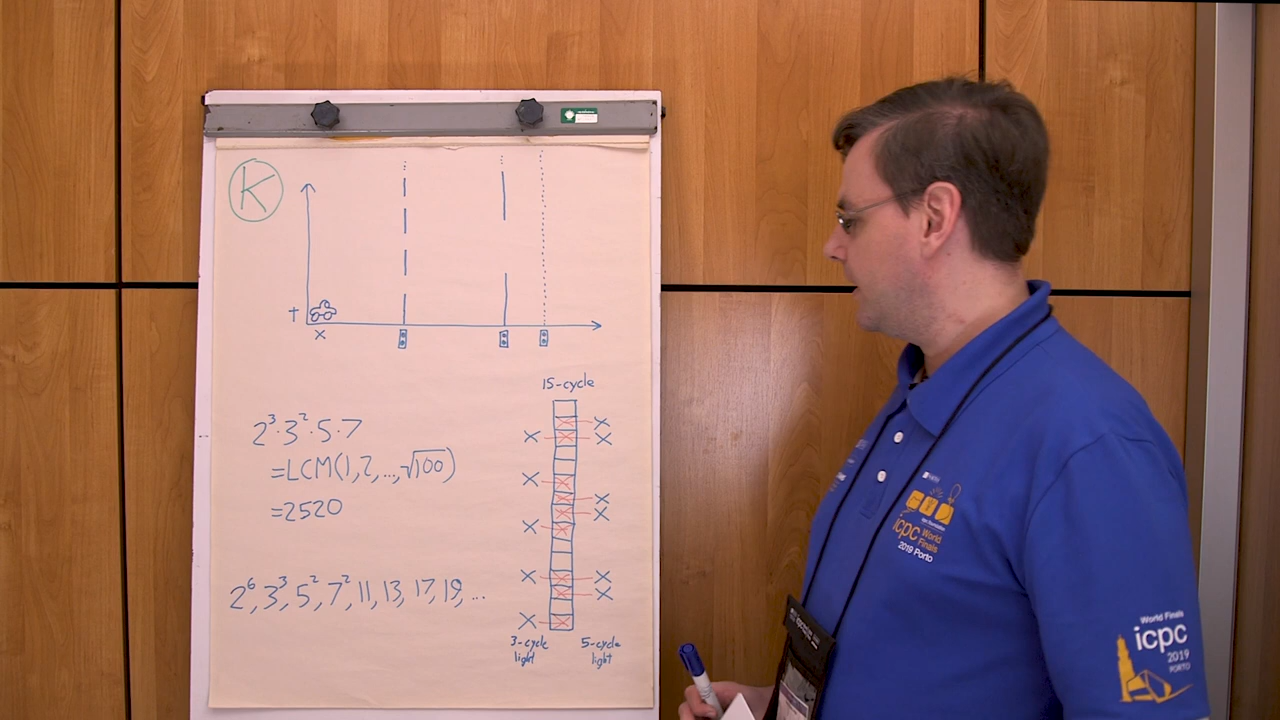 K
t
x
15-cycle
2³·3²·5·7
=LCM(1,2,...,√100)
=2520
2⁶,3³,5²,7²,11,13,17,19,...
X X
X X
X X
X X
X X
X
X
3-cycle light
5-cycle light
icpc World Finals
2019 Porto
World Finals
icpc
2019
PORTO